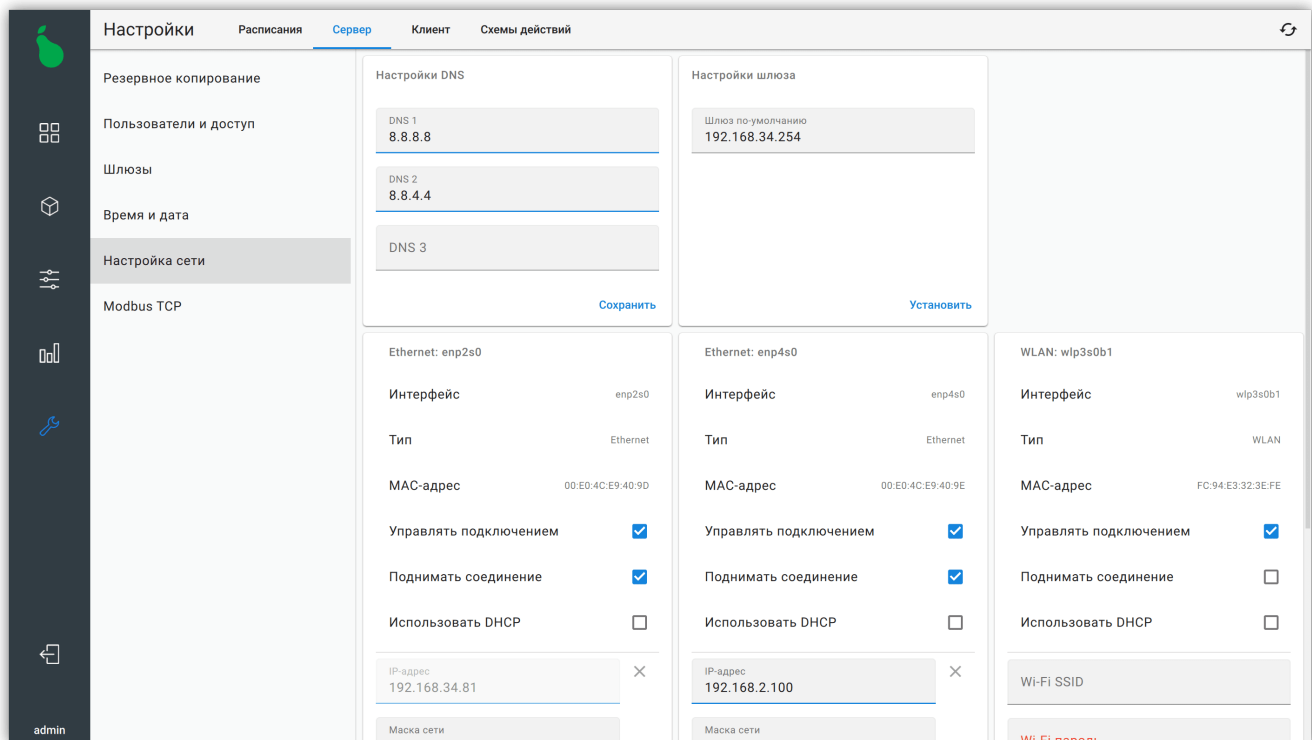 Настройки
Расписания
Сервер
Клиент
Схемы действий
Резервное копирование
Пользователи и доступ
Шлюзы
Время и дата
Настройка сети
Modbus TCP
admin
Настройки DNS
DNS 1
8.8.8.8
DNS 2
8.8.4.4
DNS 3
Сохранить
Настройки шлюза
Шлюз по-умолчанию
192.168.34.254
Установить
Ethernet: enp2s0
Интерфейс enp2s0
Тип Ethernet
MAC-адрес 00:E0:4C:E9:40:9D
Управлять подключением
Поднимать соединение
Использовать DHCP
IP-адрес
192.168.34.81
Маска сети
Ethernet: enp4s0
Интерфейс enp4s0
Тип Ethernet
MAC-адрес 00:E0:4C:E9:40:9E
Управлять подключением
Поднимать соединение
Использовать DHCP
IP-адрес
192.168.2.100
Маска сети
WLAN: wlp3s0b1
Интерфейс wlp3s0b1
Тип WLAN
MAC-адрес FC:94:E3:32:3E:FE
Управлять подключением
Поднимать соединение
Использовать DHCP
Wi-Fi SSID
Wi-Fi пароль